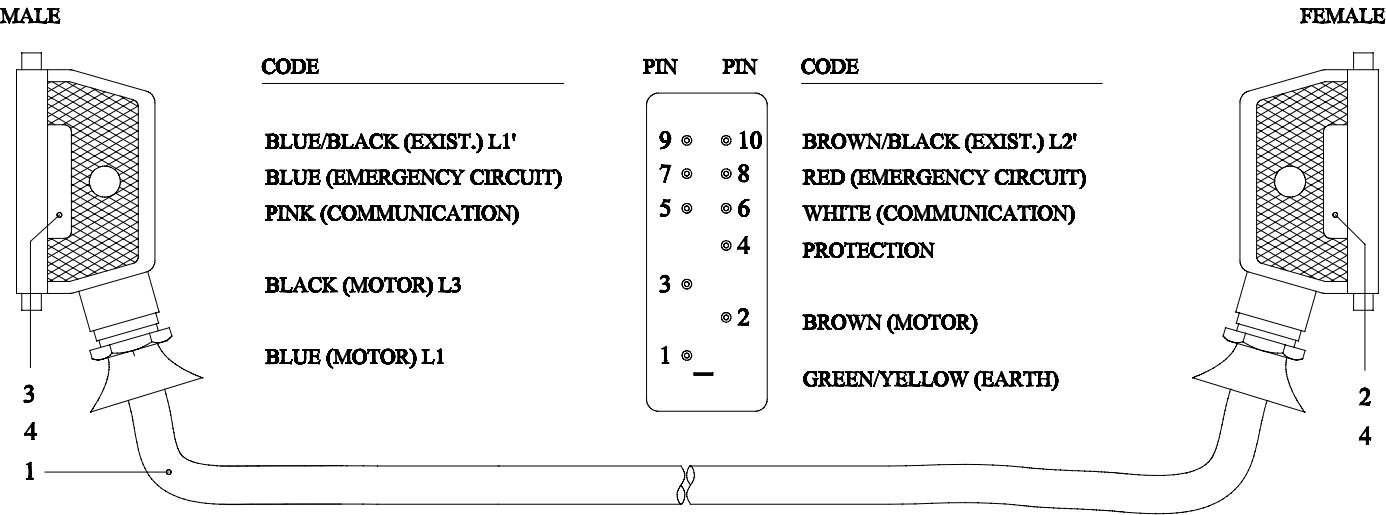 MALE
FEMALE
CODE PIN PIN CODE
BLUE/BLACK (EXIST.) L1' 9 10 BROWN/BLACK (EXIST.) L2'
BLUE (EMERGENCY CIRCUIT) 7 8 RED (EMERGENCY CIRCUIT)
PINK (COMMUNICATION) 5 6 WHITE (COMMUNICATION)
4 PROTECTION
BLACK (MOTOR) L3 3
2 BROWN (MOTOR)
BLUE (MOTOR) L1 1
GREEN/YELLOW (EARTH)
3
4
1
2
4